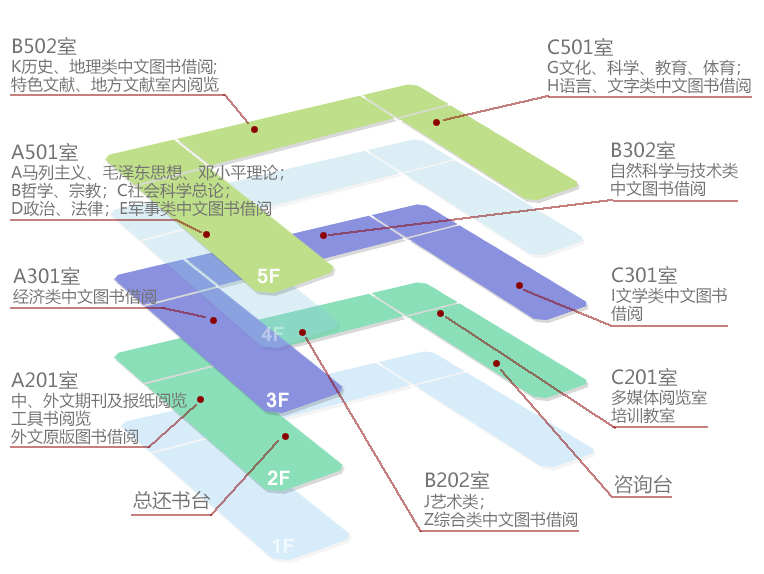 B502室
K历史、地理类中文图书借阅;
特色文献、地方文献室内阅览
C501室
G文化、科学、教育、体育；
H语言、文字类中文图书借阅
A501室
A马列主义、毛泽东思想、邓小平理论；
B哲学、宗教；C社会科学总论；
D政治、法律；E军事类中文图书借阅
B302室
自然科学与技术类
中文图书借阅
5F
A301室
经济类中文图书借阅
C301室
I文学类中文图书
借阅
4F
A201室
中、外文期刊及报纸阅览
工具书阅览
外文原版图书借阅
3F
C201室
多媒体阅览室
培训教室
2F
总还书台
B202室
J艺术类；
Z综合类中文图书借阅
咨询台
1F